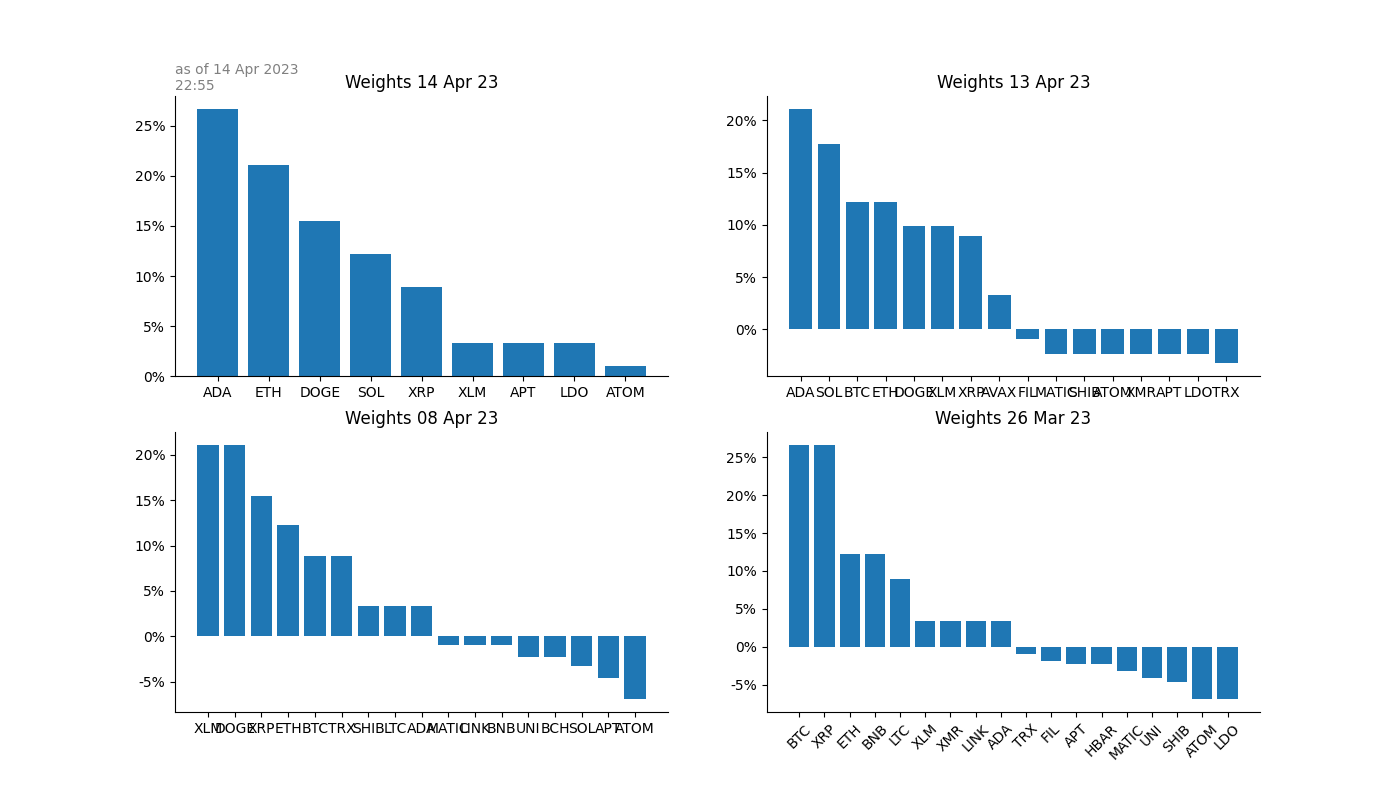 as of 14 Apr 2023
22:55
Weights 14 Apr 23
25%
20%
15%
10%
5%
0%
ADA ETH DOGE SOL XRP XLM APT LDO ATOM
Weights 13 Apr 23
20%
15%
10%
5%
0%
ADA SOL BTC ETH DOGE XLM XRP AVAX FIL MATIC SHIB ATOM XMR APT LDO TRX
Weights 08 Apr 23
20%
15%
10%
5%
0%
-5%
XLM DOGE XRP ETH BTC TRX SHIB LTC ADA MATIC LINK BNB UNI BCH SOL APT ATOM
Weights 26 Mar 23
25%
20%
15%
10%
5%
0%
-5%
BTC XRP ETH BNB LTC XLM XMR LINK ADA TRX FIL APT HBAR MATIC UNI SHIB ATOM LDO